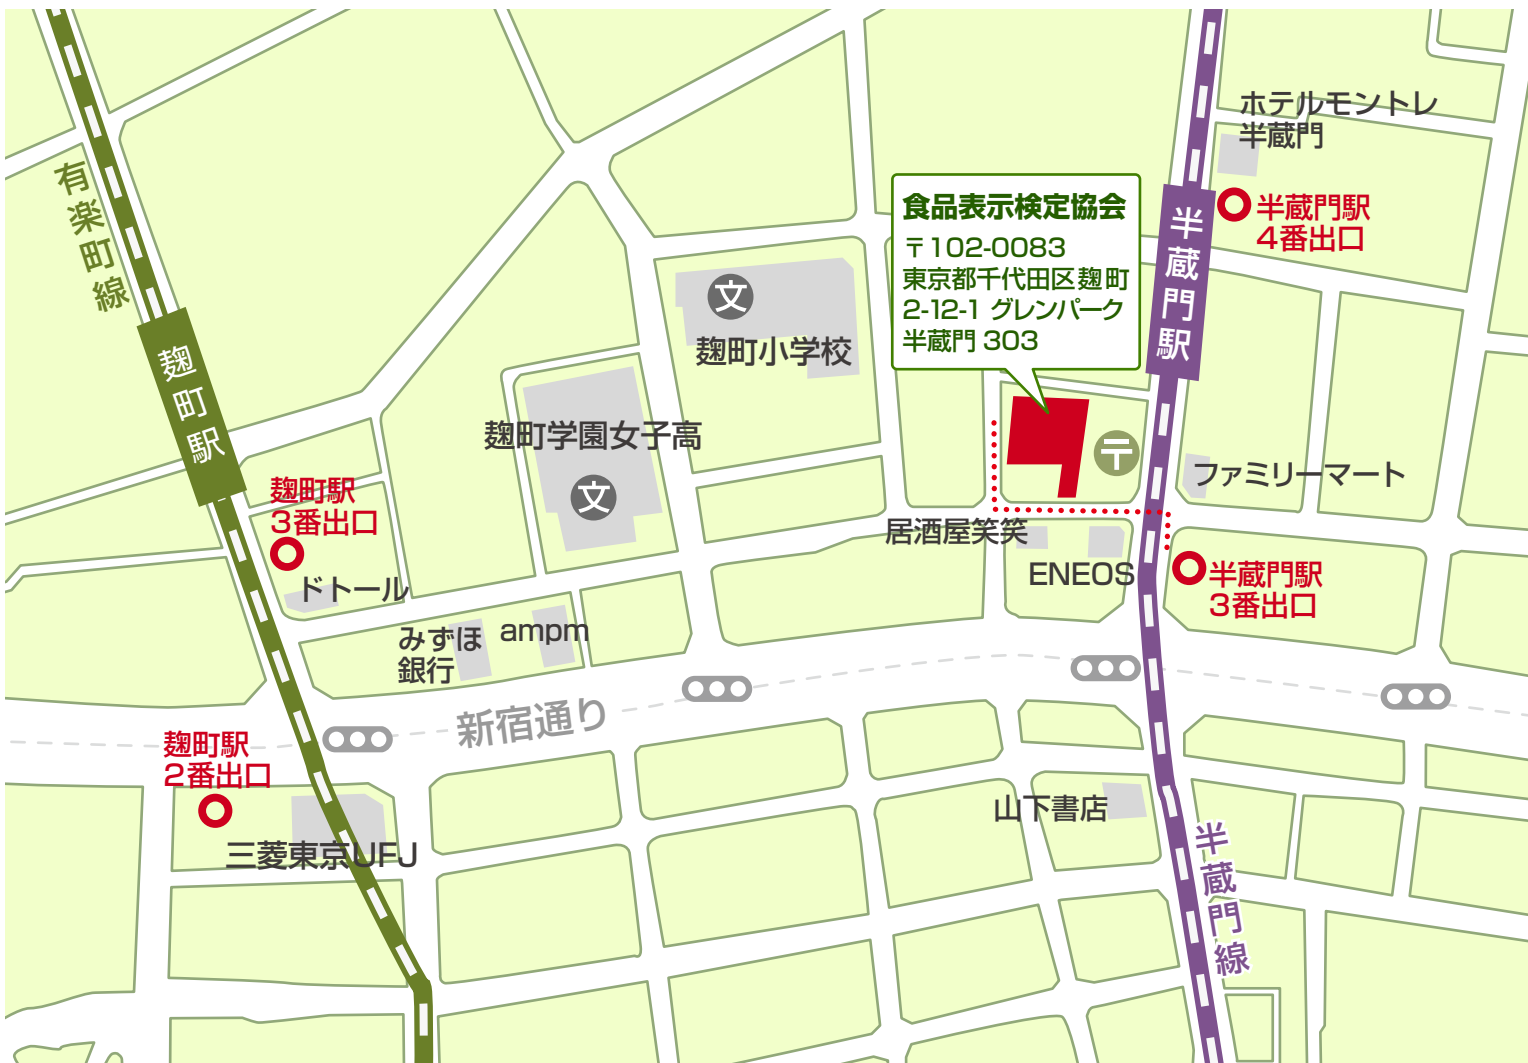 ホテルモントレ
半蔵門
有楽町線
食品表示検定協会
〒102-0083
東京都千代田区麹町
2-12-1 グレンパーク
半蔵門 303
半蔵門駅
半蔵門駅
4番出口
文
麹町小学校
麹町駅
麹町学園女子高
文
〒
ファミリーマート
麹町駅
3番出口
居酒屋笑笑
ENEOS
半蔵門駅
3番出口
ドトール
みずほ
銀行
ampm
新宿通り
麹町駅
2番出口
三菱東京UFJ
山下書店
半蔵門線